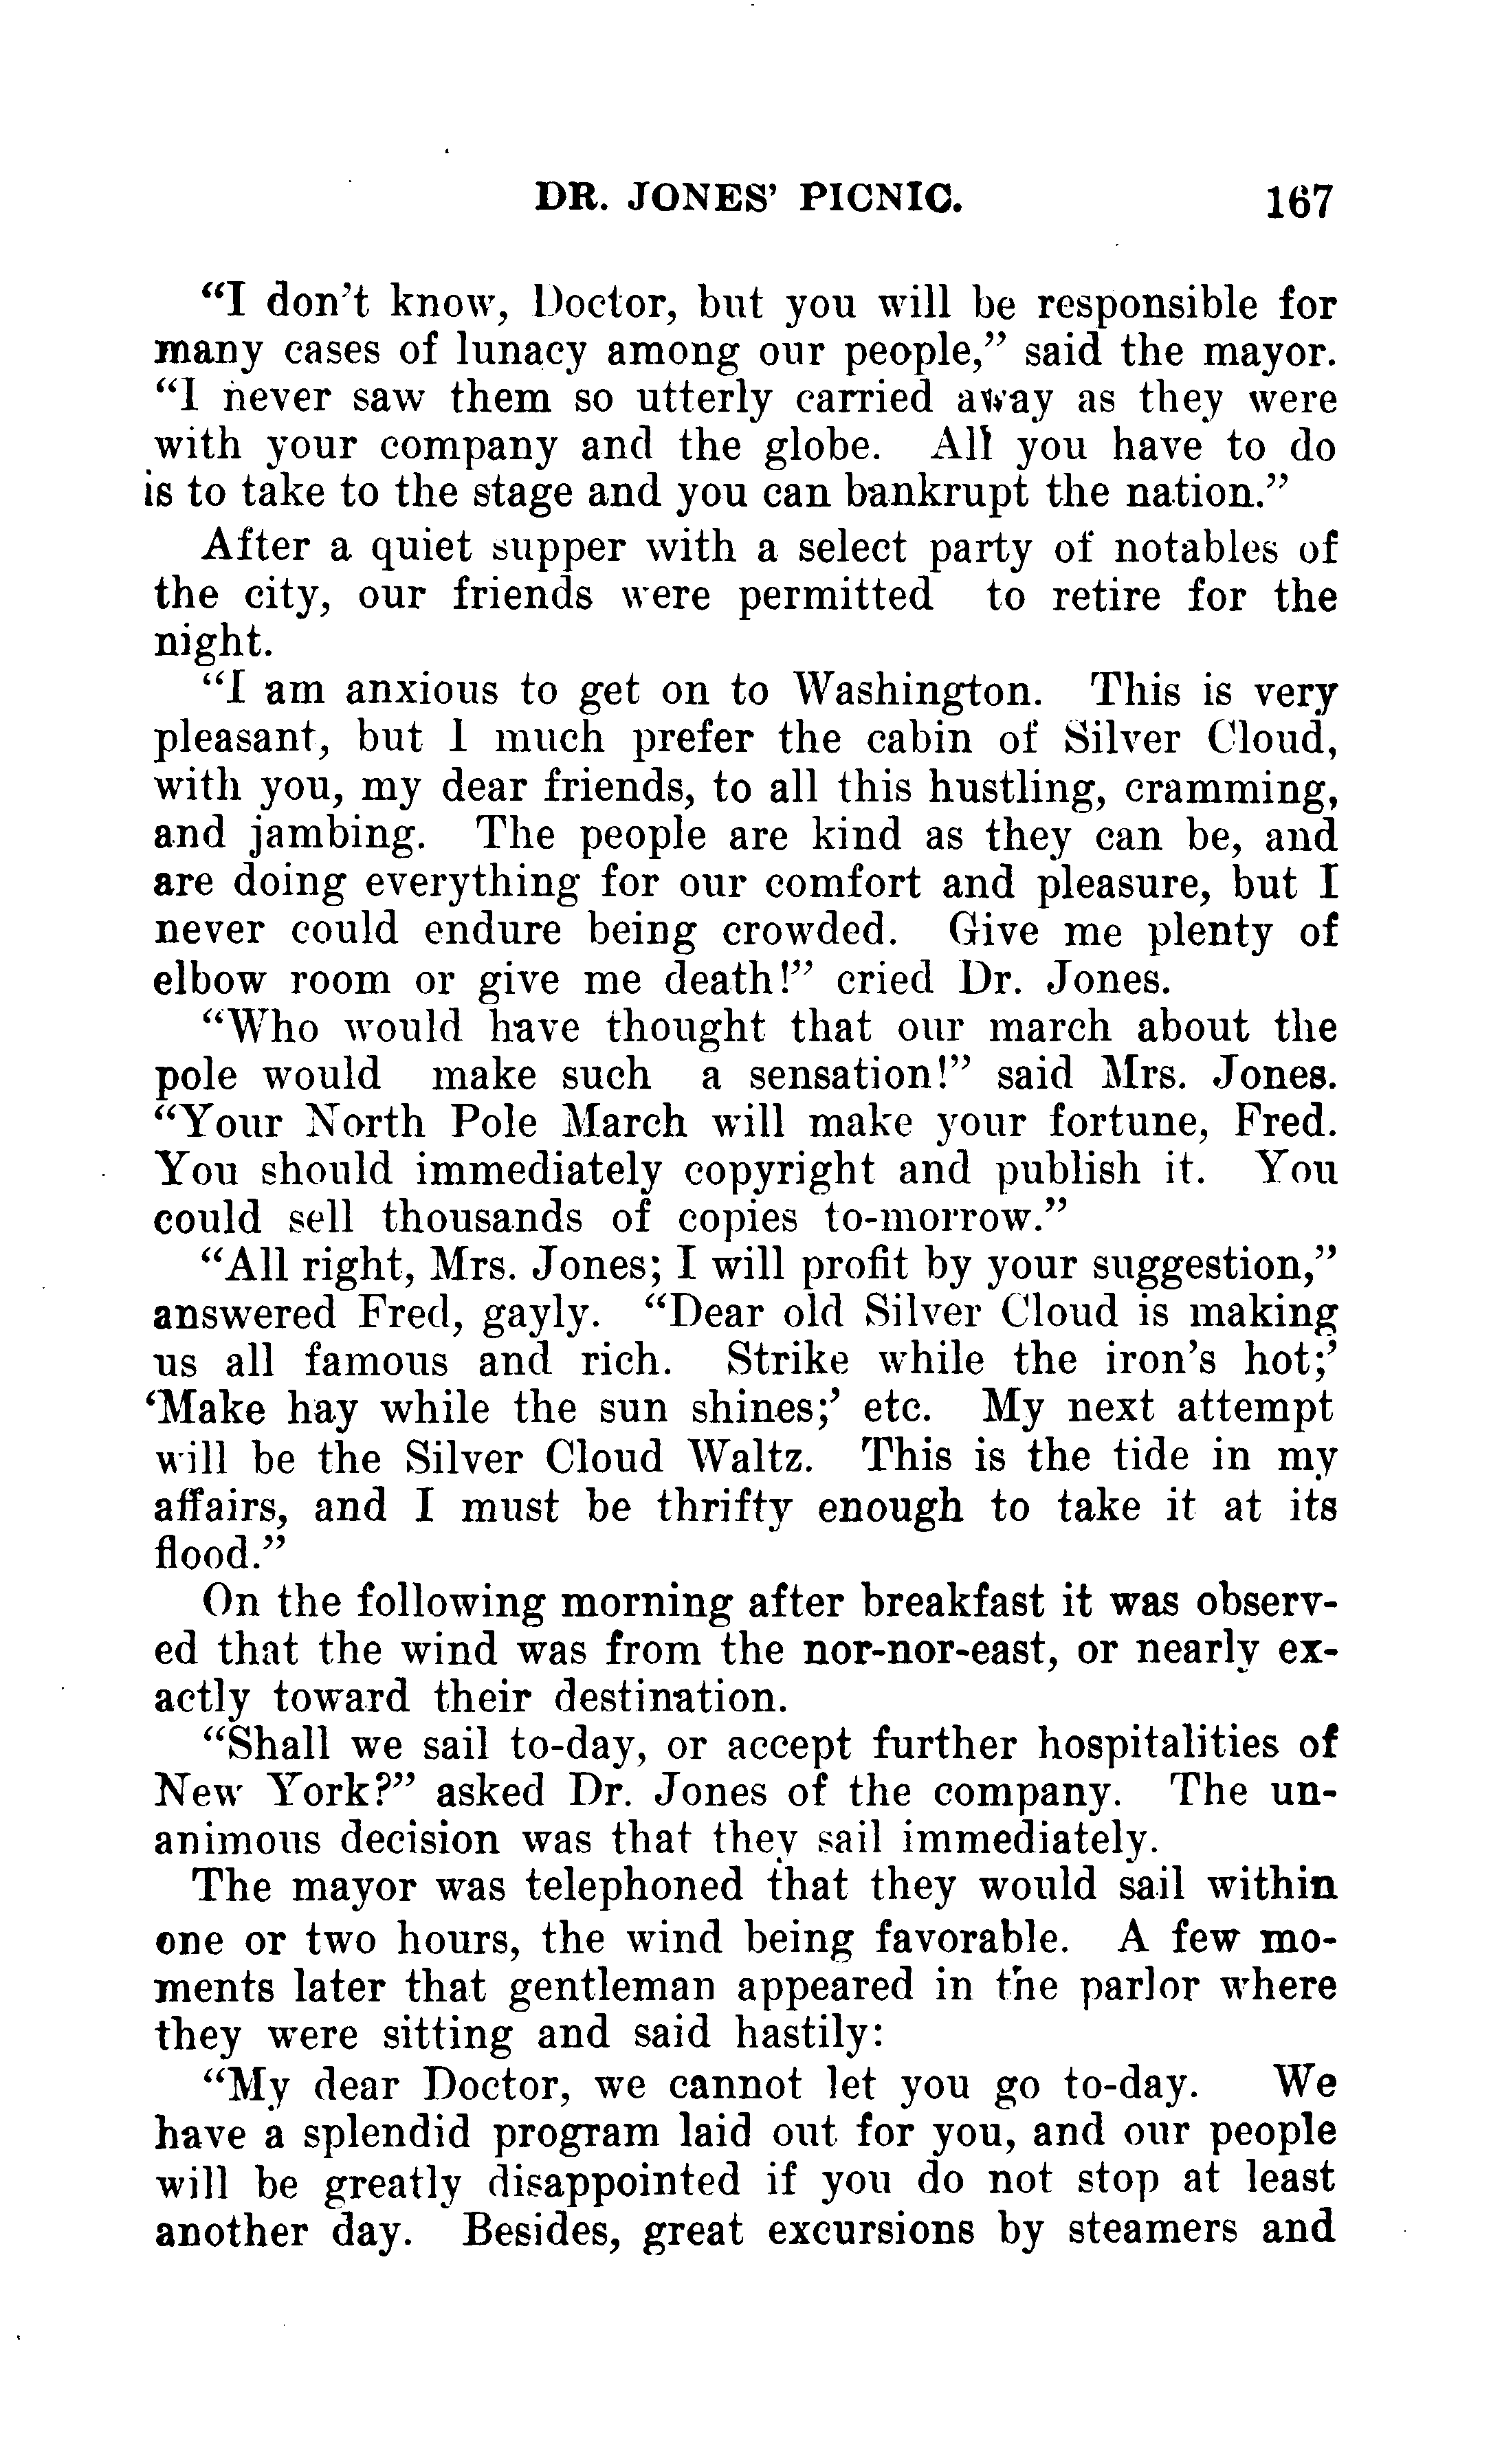 DR. JONES' PICNIC. 167
"I don't know, Doctor, but you will be responsible for
many cases of lunacy among our people," said the mayor.
"I never saw them so utterly carried away as they were
with your company and the globe. All you have to do
is to take to the stage and you can bankrupt the nation."
After a quiet supper with a select party of notables of
the city, our friends were permitted to retire for the
night.
"I am anxious to get on to Washington. This is very
pleasant, but I much prefer the cabin of Silver Cloud,
with you, my dear friends, to all this hustling, cramming,
and jambing. The people are kind as they can be, and
are doing everything for our comfort and pleasure, but I
never could endure being crowded. Give me plenty of
elbow room or give me death!" cried Dr. Jones.
"Who would have thought that our march about the
pole would make such a sensation!" said Mrs. Jones.
"Your North Pole March will make your fortune, Fred.
You should immediately copyright and publish it. You
could sell thousands of copies to-morrow."
"All right, Mrs. Jones; I will profit by your suggestion,"
answered Fred, gayly. "Dear old Silver Cloud is making
us all famous and rich. Strike while the iron's hot;'
'Make hay while the sun shines;' etc. My next attempt
will be the Silver Cloud Waltz. This is the tide in my
affairs, and I must be thrifty enough to take it at its
flood."
On the following morning after breakfast it was observ-
ed that the wind was from the nor-nor-east, or nearly ex-
actly toward their destination.
"Shall we sail to-day, or accept further hospitalities of
New York?" asked Dr. Jones of the company. The un-
animous decision was that they sail immediately.
The mayor was telephoned that they would sail within
one or two hours, the wind being favorable. A few mo-
ments later that gentleman appeared in the parlor where
they were sitting and said hastily:
"My dear Doctor, we cannot let you go to-day. We
have a splendid program laid out for you, and our people
will be greatly disappointed if you do not stop at least
another day. Besides, great excursions by steamers and